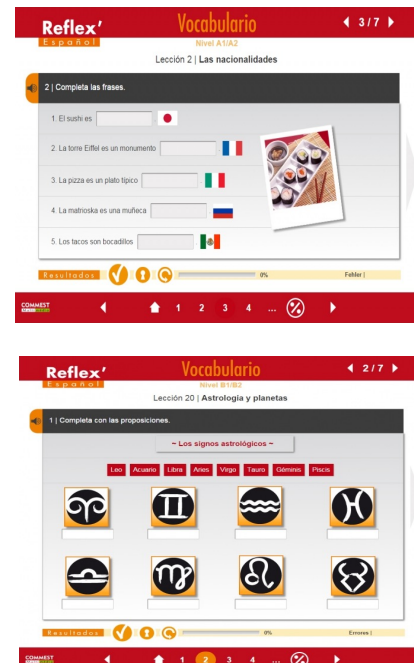 Reflex’ Vocabulario 3/7
Español Nivel A1/A2
Lección 2 | Las nacionalidades
2 | Completa las frases.
1. El sushi es
2. La torre Eiffel es un monumento
3. La pizza es un plato típico
4. La matrioska es una muñeca
5. Los tacos son bocadillos
Resultados 0% Fehler |
COMMEST 1 2 3 4 ... %
Reflex’ Vocabulario 2/7
Español Nivel B1/B2
Lección 20 | Astrología y planetas
1 | Completa con las proposiciones.
~ Los signos astrológicos ~
Leo Acuario Libra Aries Virgo Tauro Géminis Piscis
Resultados 0% Errores |
COMMEST 1 2 3 4 ... %